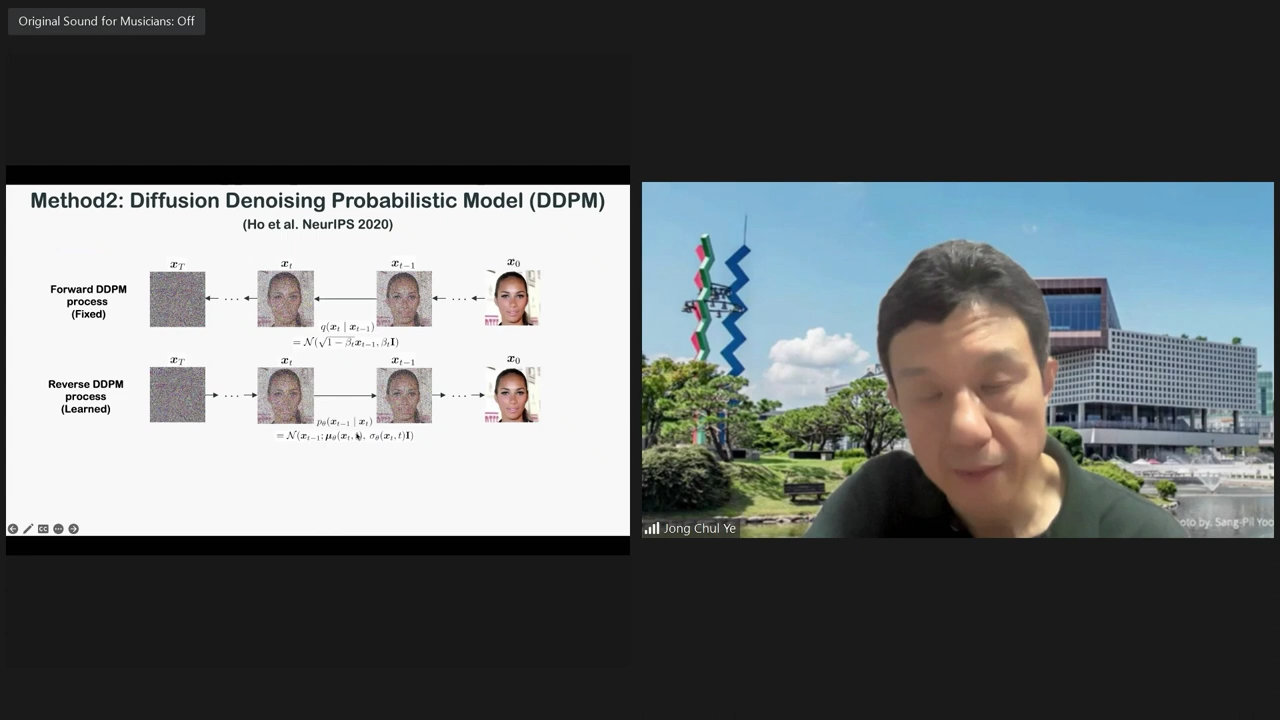 Original Sound for Musicians: Off
Method2: Diffusion Denoising Probabilistic Model (DDPM)
(Ho et al. NeurIPS 2020)
x_T x_t x_{t-1} x_0
Forward DDPM
process
(Fixed)
q(x_t | x_{t-1})
= N(√1 − β_t x_{t-1}, β_t I)
x_T x_t x_{t-1} x_0
Reverse DDPM
process
(Learned)
p_θ(x_{t-1} | x_t)
= N(x_{t-1}; μ_θ(x_t, t), σ_θ(x_t, t)I)
CC
Jong Chul Ye
oto by. Sang-Pil Yoo